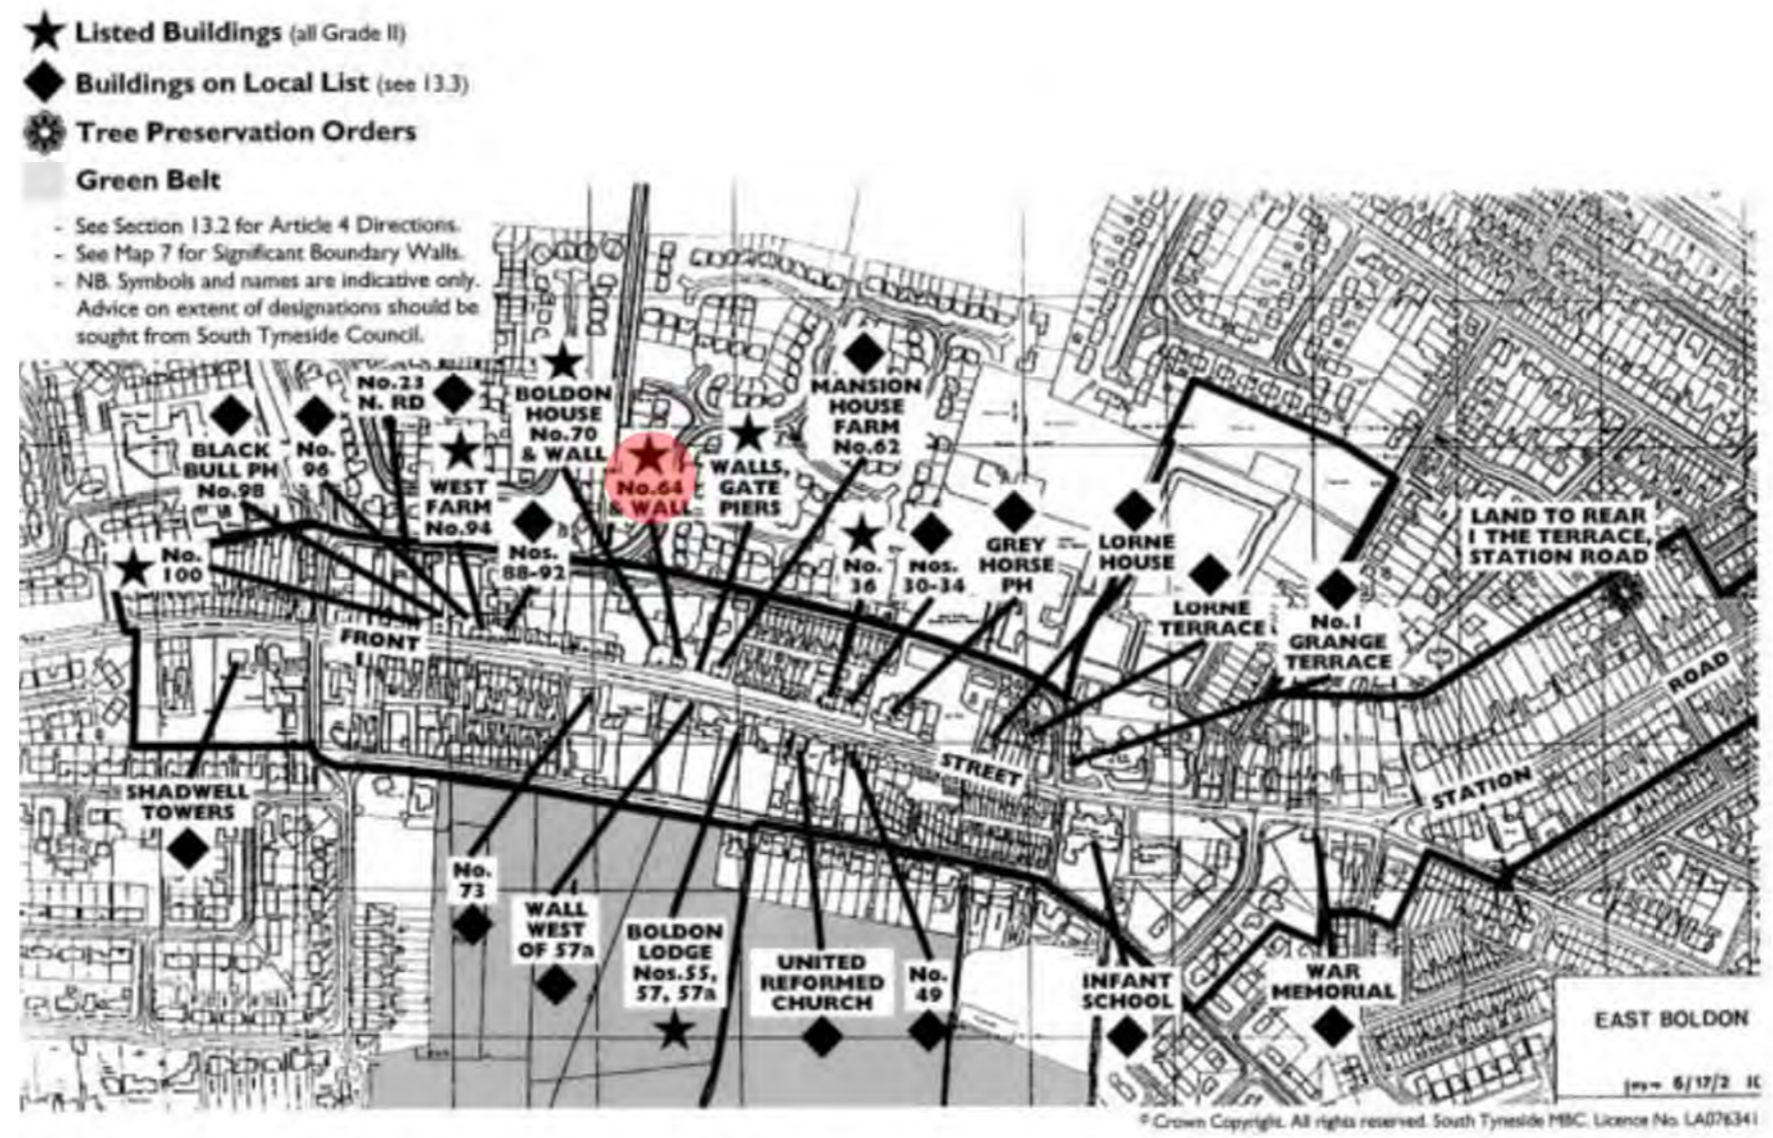 Listed Buildings (all Grade II)
Buildings on Local List (see 13.3)
Tree Preservation Orders
Green Belt
- See Section 13.2 for Article 4 Directions.
- See Map 7 for Significant Boundary Walls.
- NB. Symbols and names are indicative only.
Advice on extent of designations should be
sought from South Tyneside Council.
No.23
N. RD
BOLDON
HOUSE
No.70
& WALL
MANSION
HOUSE
FARM
No.62
BLACK
BULL PH
No.98
No.
96
WEST
FARM
No.94
No.64
& WALL
WALLS,
GATE
PIERS
No.
100
Nos.
88-92
No.
36
Nos.
30-34
GREY
HORSE
PH
LORNE
HOUSE
LORNE
TERRACE
No.1
GRANGE
TERRACE
LAND TO REAR
1 THE TERRACE,
STATION ROAD
FRONT
STREET
STATION
ROAD
SHADWELL
TOWERS
No.
73
WALL
WEST
OF 57a
BOLDON
LODGE
Nos.55,
57, 57a
UNITED
REFORMED
CHURCH
No.
49
INFANT
SCHOOL
WAR
MEMORIAL
EAST BOLDON
6/17/2
© Crown Copyright. All rights reserved. South Tyneside MBC. Licence No. LA076341